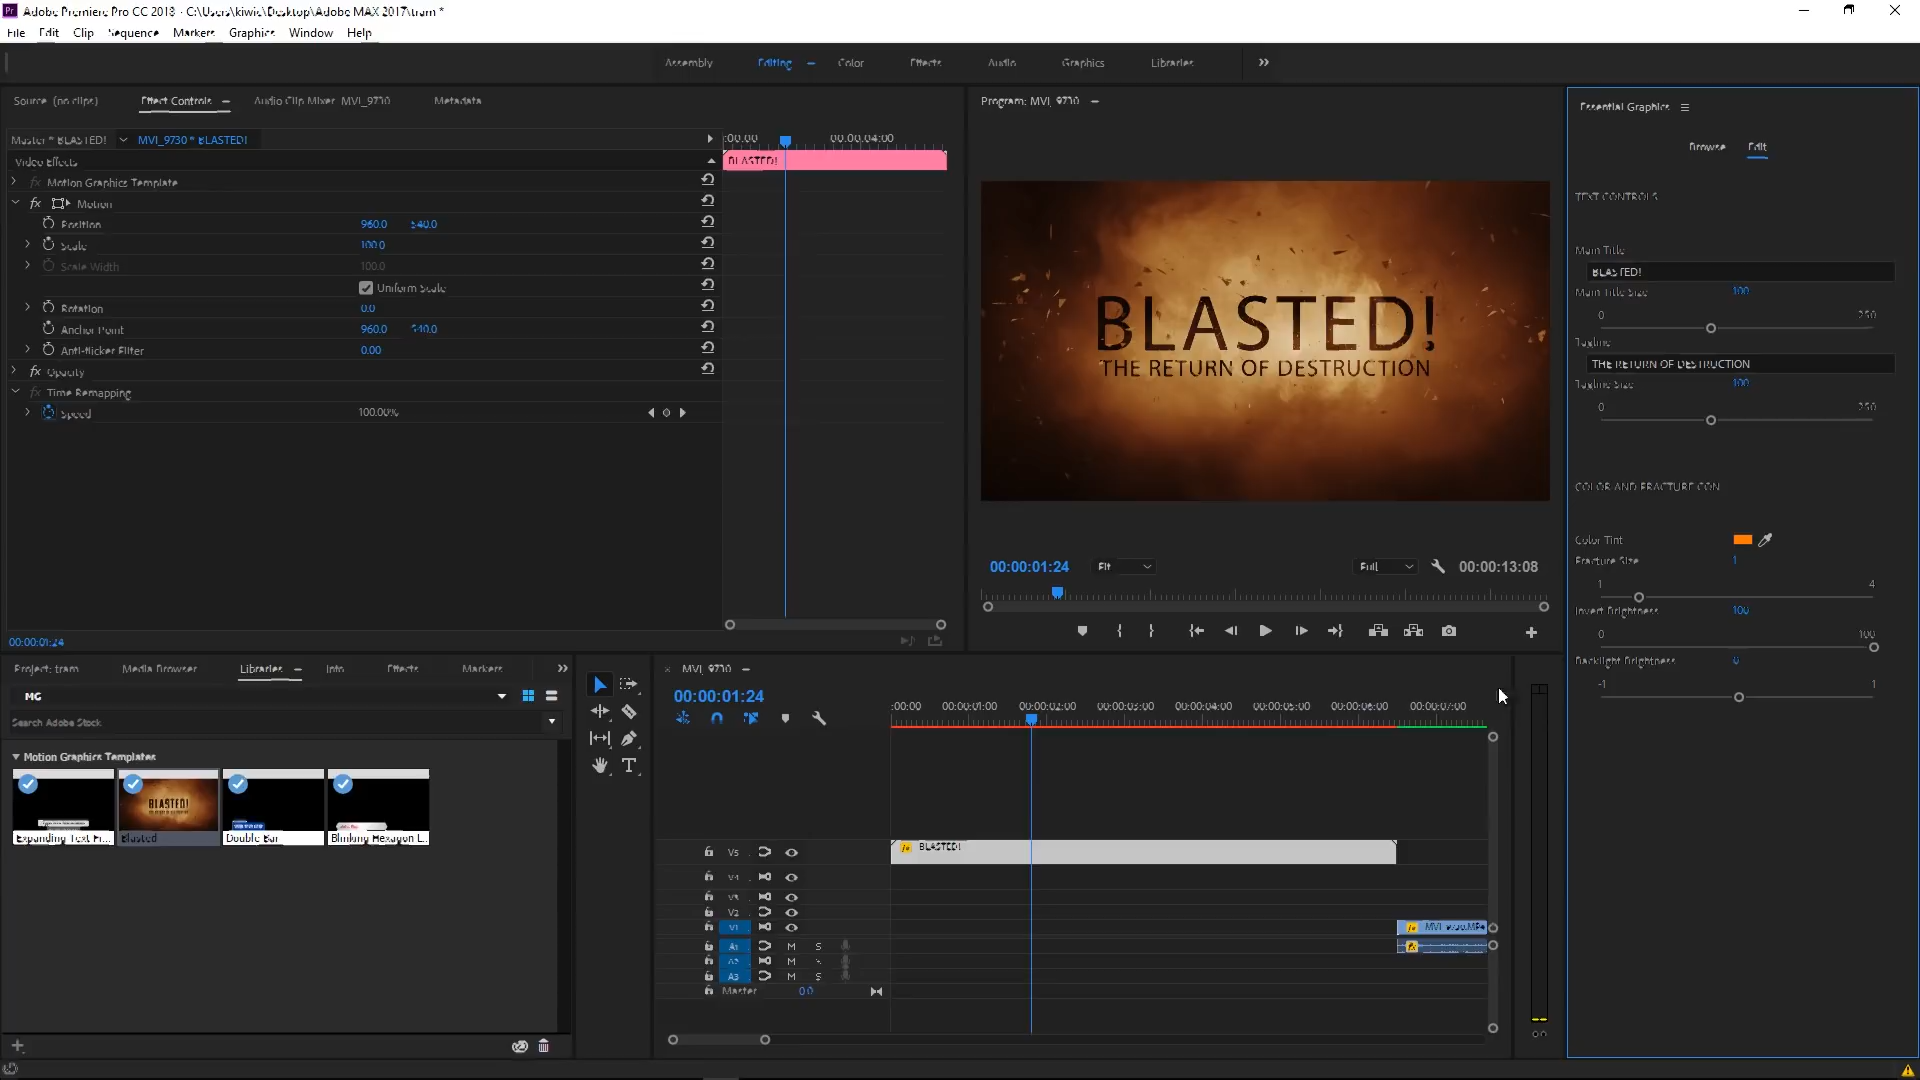 Adobe Premiere Pro CC 2018 - C:\Users\kiwic\Desktop\Adobe MAX 2017\tram *
File Edit Clip Sequence Markers Graphics Window Help
Assembly Editing Color Effects Audio Graphics Libraries
Source: (no clips) Effect Controls Audio Clip Mixer: MVI_9730 Metadata
Program: MVI_9730
Essential Graphics
Browse Edit
Master * BLASTED! MVI_9730 * BLASTED!
:00:00 00:00:04:00
Video Effects
BLASTED!
fx Motion Graphics Template
fx Motion
Position 960.0 540.0
Scale 100.0
Scale Width 100.0
Uniform Scale
Rotation 0.0
Anchor Point 960.0 540.0
Anti-flicker Filter 0.00
fx Opacity
fx Time Remapping
Speed 100.00%
00:00:01:24
BLASTED!
THE RETURN OF DESTRUCTION
00:00:01:24 Fit Full 00:00:13:08
TEXT CONTROLS
Main Title
BLASTED!
Main Title Size 100
0 250
Tagline
THE RETURN OF DESTRUCTION
Tagline Size 100
0 250
COLOR AND FRACTURE CON
Color Tint
Fracture Size 1
1 4
Invert Brightness 100
0 100
Backlight Brightness 0
-1 1
Project: tram Media Browser Libraries Info Effects Markers
MG
Search Adobe Stock
Motion Graphics Templates
BLASTED!
Expanding Text Fr... Blasted Double Bar Blinking Hexagon L...
MVI_9730
00:00:01:24
:00:00 00:00:01:00 00:00:02:00 00:00:03:00 00:00:04:00 00:00:05:00 00:00:06:00 00:00:07:00
V5
fx BLASTED!
V4
V3
V2
V1
fx MVI_9730.MP4
A1 M S
fx
A2 M S
A3 M S
Master 0.0